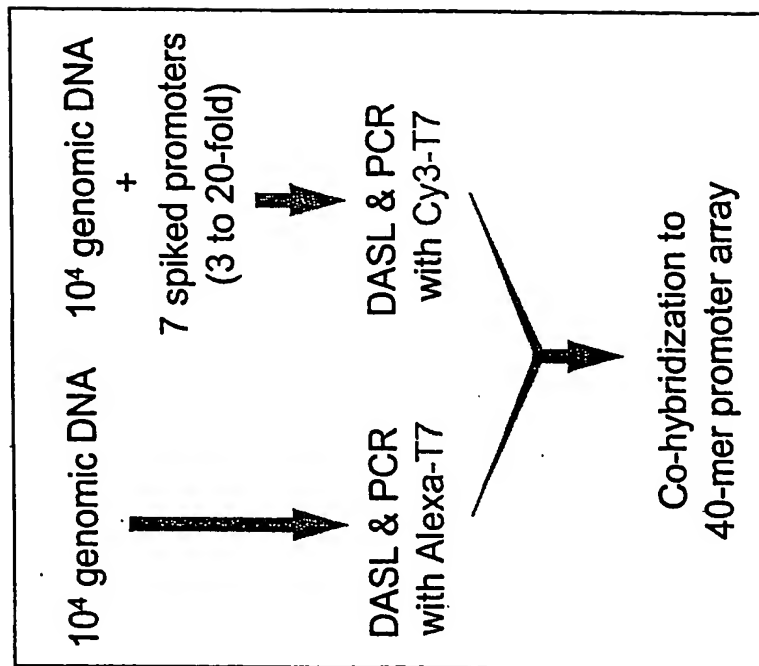 10⁴ genomic DNA
DASL & PCR
with Alexa-T7
10⁴ genomic DNA
+
7 spiked promoters
(3 to 20-fold)
DASL & PCR
with Cy3-T7
Co-hybridization to
40-mer promoter array